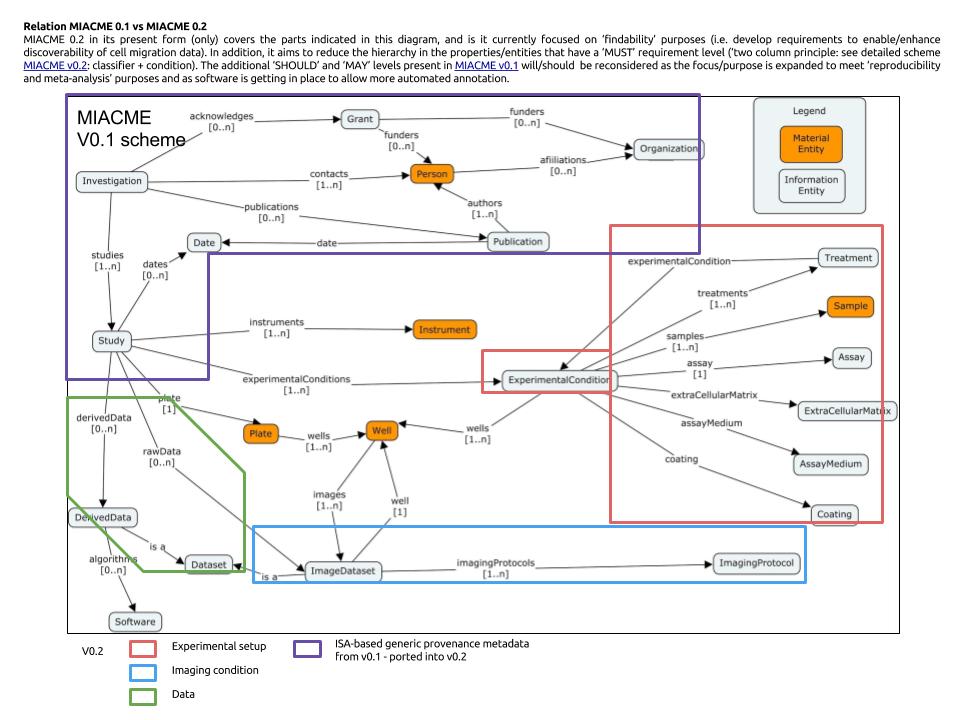 Relation MIACME 0.1 vs MIACME 0.2
MIACME 0.2 in its present form (only) covers the parts indicated in this diagram, and is it currently focused on ‘findability’ purposes (i.e. develop requirements to enable/enhance
discoverability of cell migration data). In addition, it aims to reduce the hierarchy in the properties/entities that have a ‘MUST’ requirement level (‘two column principle: see detailed scheme
MIACME v0.2: classifier + condition). The additional ‘SHOULD’ and ‘MAY’ levels present in MIACME v0.1 will/should be reconsidered as the focus/purpose is expanded to meet ‘reproducibility
and meta-analysis’ purposes and as software is getting in place to allow more automated annotation.
MIACME
V0.1 scheme
acknowledges
[0..n]
Grant
funders
[0..n]
funders
[0..n]
Organization
Legend
Material
Entity
Information
Entity
Investigation
contacts
[1..n]
Person
afiiliations
[0..n]
publications
[0..n]
authors
[1..n]
Date
date
Publication
studies
[1..n]
dates
[0..n]
experimentalCondition
Treatment
treatments
[1..n]
Sample
instruments
[1..n]
Instrument
Study
samples
[1..n]
assay
[1]
Assay
experimentalConditions
[1..n]
ExperimentalCondition
extraCellularMatrix
ExtraCellularMatrix
plate
[1]
derivedData
[0..n]
assayMedium
Plate
wells
[1..n]
Well
wells
[1..n]
rawData
[0..n]
coating
AssayMedium
images
[1..n]
well
[1]
DerivedData
Coating
is a
algorithms
[0..n]
Dataset
is a
ImageDataset
imagingProtocols
[1..n]
ImagingProtocol
Software
V0.2
Experimental setup
ISA-based generic provenance metadata
from v0.1 - ported into v0.2
Imaging condition
Data